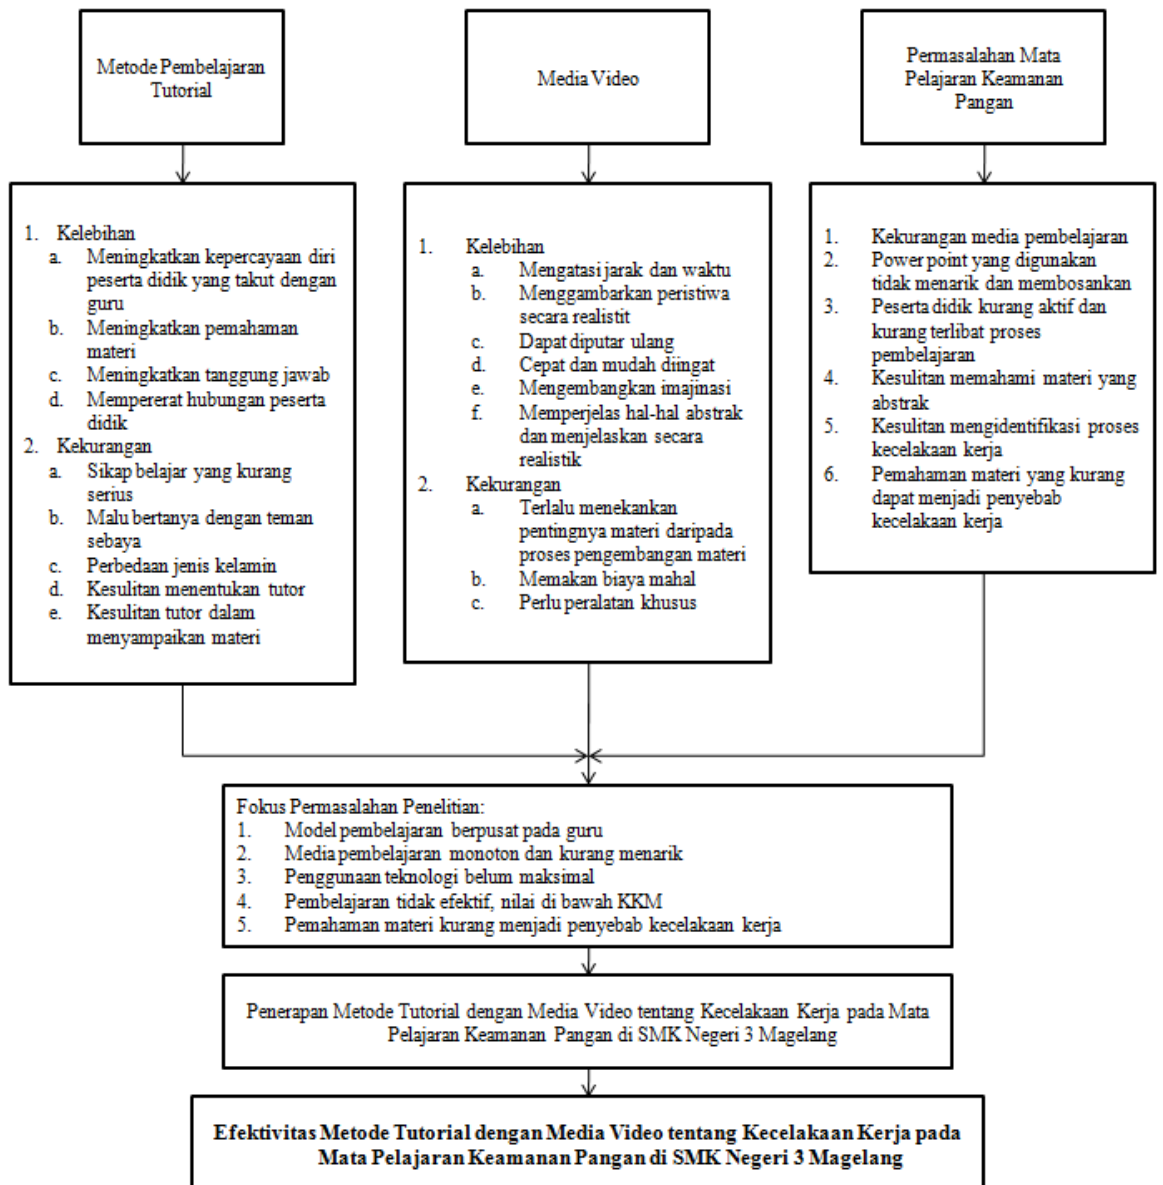 Metode Pembelajaran
Tutorial
Media Video
Permasalahan Mata
Pelajaran Keamanan
Pangan
1. Kelebihan
a. Meningkatkan kepercayaan diri
peserta didik yang takut dengan
guru
b. Meningkatkan pemahaman
materi
c. Meningkatkan tanggung jawab
d. Mempererat hubungan peserta
didik
2. Kekurangan
a. Sikap belajar yang kurang
serius
b. Malu bertanya dengan teman
sebaya
c. Perbedaan jenis kelamin
d. Kesulitan menentukan tutor
e. Kesulitan tutor dalam
menyampaikan materi
1. Kelebihan
a. Mengatasi jarak dan waktu
b. Menggambarkan peristiwa
secara realistit
c. Dapat diputar ulang
d. Cepat dan mudah diingat
e. Mengembangkan imajinasi
f. Memperjelas hal-hal abstrak
dan menjelaskan secara
realistik
2. Kekurangan
a. Terlalu menekankan
pentingnya materi daripada
proses pengembangan materi
b. Memakan biaya mahal
c. Perlu peralatan khusus
1. Kekurangan media pembelajaran
2. Power point yang digunakan
tidak menarik dan membosankan
3. Peserta didik kurang aktif dan
kurang terlibat proses
pembelajaran
4. Kesulitan memahami materi yang
abstrak
5. Kesulitan mengidentifikasi proses
kecelakaan kerja
6. Pemahaman materi yang kurang
dapat menjadi penyebab
kecelakaan kerja
Fokus Permasalahan Penelitian:
1. Model pembelajaran berpusat pada guru
2. Media pembelajaran monoton dan kurang menarik
3. Penggunaan teknologi belum maksimal
4. Pembelajaran tidak efektif, nilai di bawah KKM
5. Pemahaman materi kurang menjadi penyebab kecelakaan kerja
Penerapan Metode Tutorial dengan Media Video tentang Kecelakaan Kerja pada Mata
Pelajaran Keamanan Pangan di SMK Negeri 3 Magelang
Efektivitas Metode Tutorial dengan Media Video tentang Kecelakaan Kerja pada
Mata Pelajaran Keamanan Pangan di SMK Negeri 3 Magelang